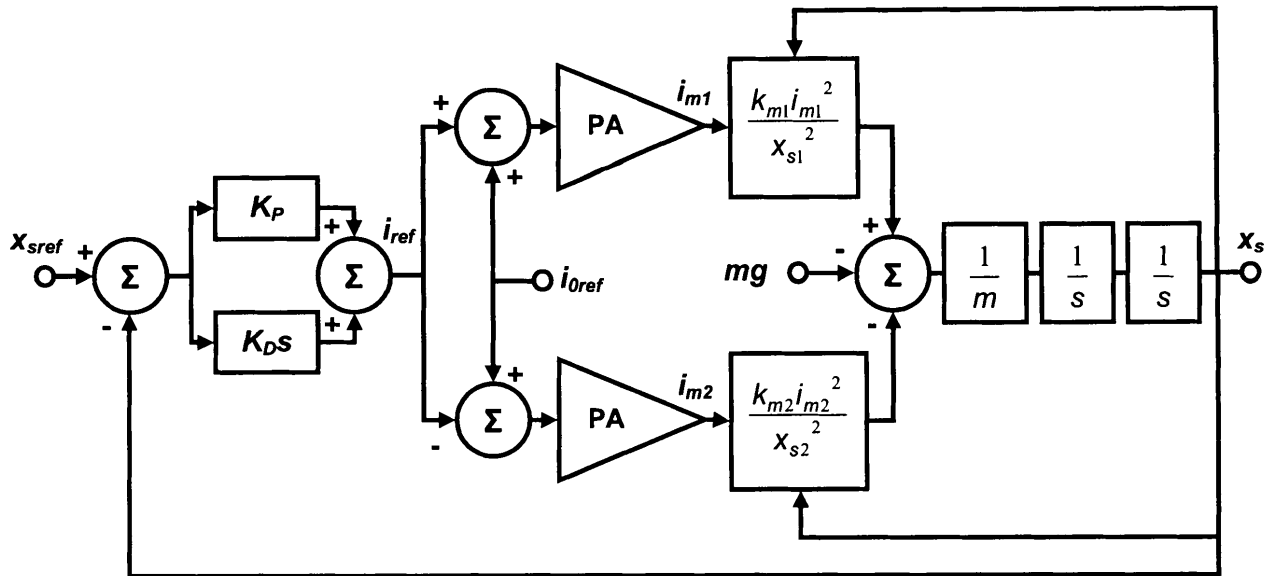 x_sref
+
Σ
-
K_P
K_D s
+
+
Σ
i_ref
+
Σ
+
i_0ref
+
Σ
-
PA
i_m1
PA
i_m2
k_m1 i_m1^2 / x_s1^2
k_m2 i_m2^2 / x_s2^2
mg
+
-
Σ
-
1/m
1/s
1/s
x_s